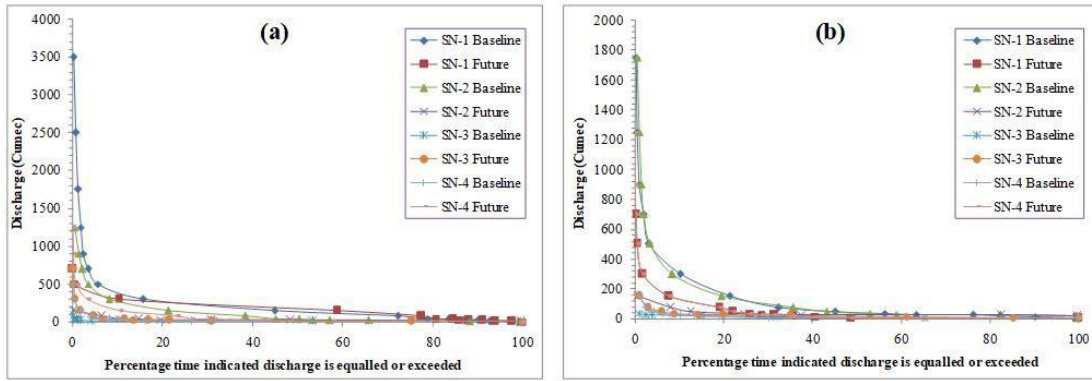 (a)
4000
3500
3000
2500
2000
1500
1000
500
0
Discharge (Cumec)
0
20
40
60
80
100
Percentage time indicated discharge is equalled or exceeded
SN-1 Baseline
SN-1 Future
SN-2 Baseline
SN-2 Future
SN-3 Baseline
SN-3 Future
SN-4 Baseline
SN-4 Future
(b)
2000
1800
1600
1400
1200
1000
800
600
400
200
0
Discharge (Cumec)
0
20
40
60
80
100
Percentage time indicated discharge is equalled or exceeded
SN-1 Baseline
SN-1 Future
SN-2 Baseline
SN-2 Future
SN-3 Baseline
SN-3 Future
SN-4 Baseline
SN-4 Future